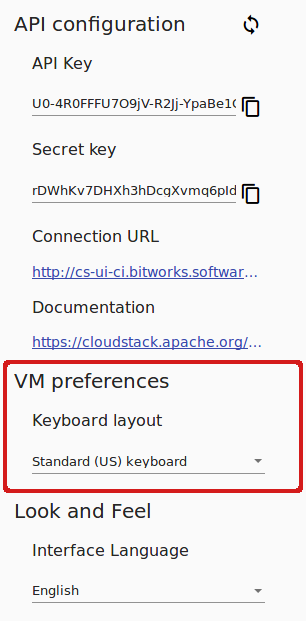 API configuration
API Key
U0-4R0FFFU7O9jV-R2Jj-YpaBe1
Secret key
rDWhKv7DHXh3hDcgXvmq6pId
Connection URL
http://cs-ui-ci.bitworks.softwar...
Documentation
https://cloudstack.apache.org/...
VM preferences
Keyboard layout
Standard (US) keyboard
Look and Feel
Interface Language
English